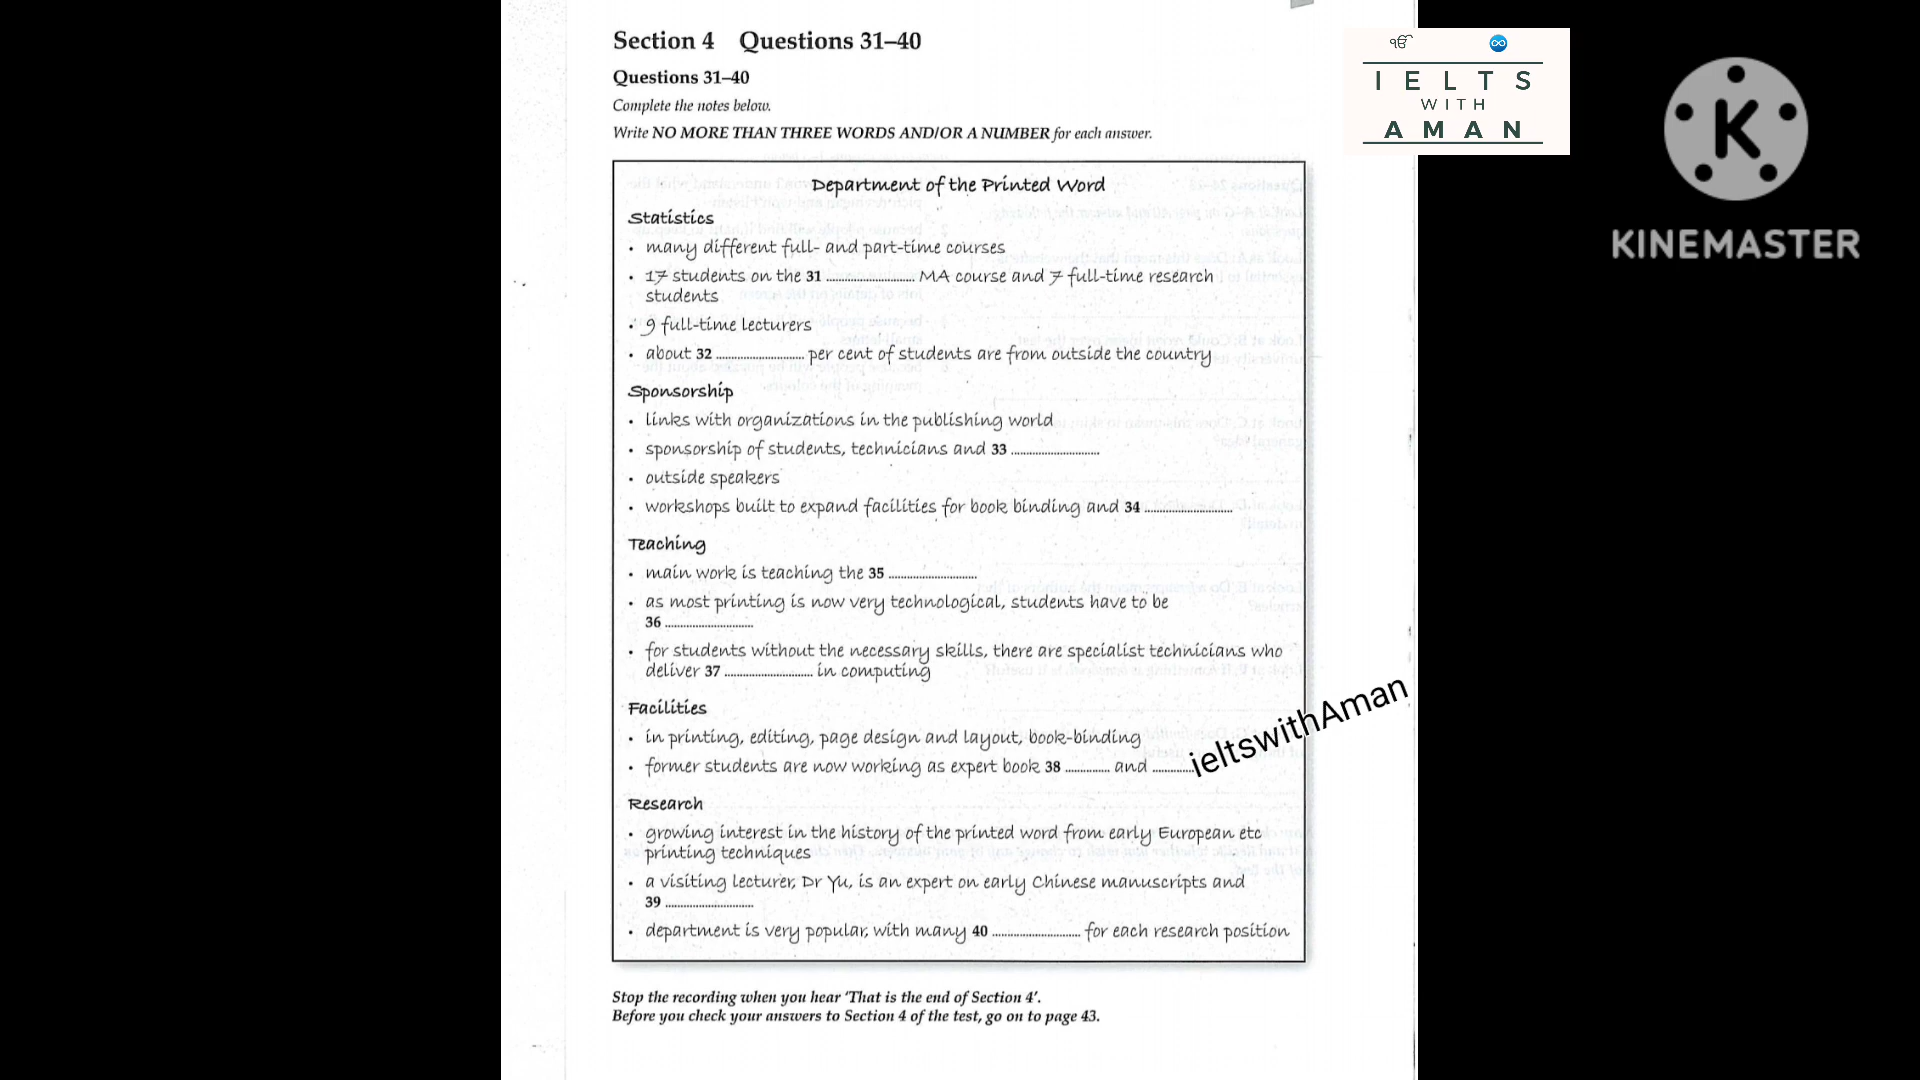 Section 4 Questions 31–40
Questions 31–40
Complete the notes below.
Write NO MORE THAN THREE WORDS AND/OR A NUMBER for each answer.
Department of the Printed Word
Statistics
• many different full- and part-time courses
• 17 students on the 31 ............................ MA course and 7 full-time research
students
• 9 full-time lecturers
• about 32 ............................ per cent of students are from outside the country
Sponsorship
• links with organizations in the publishing world
• sponsorship of students, technicians and 33 ............................
• outside speakers
• workshops built to expand facilities for book binding and 34 ............................
Teaching
• main work is teaching the 35 ............................
• as most printing is now very technological, students have to be
36 ............................
• for students without the necessary skills, there are specialist technicians who
deliver 37 ............................ in computing
Facilities
• in printing, editing, page design and layout, book-binding
• former students are now working as expert book 38 .............. and ..............
Research
• growing interest in the history of the printed word from early European etc
printing techniques
• a visiting lecturer, Dr Yu, is an expert on early Chinese manuscripts and
39 ............................
• department is very popular, with many 40 ............................ for each research position
Stop the recording when you hear ‘That is the end of Section 4’.
Before you check your answers to Section 4 of the test, go on to page 43.
ieltswithAman
ੴ
IELTS
WITH
AMAN
K
KINEMASTER